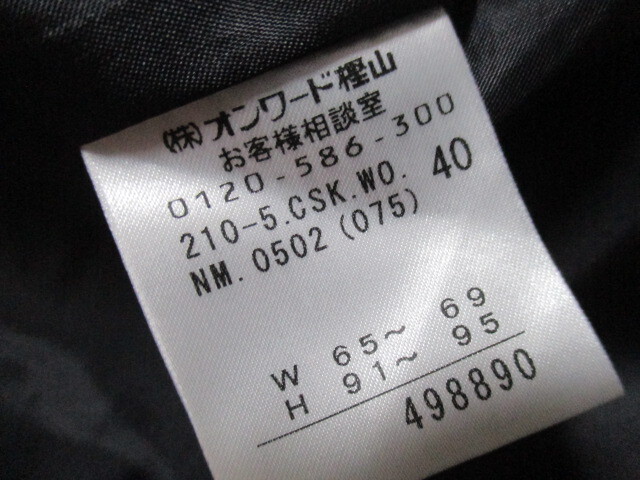 (株)オンワード樫山
お客様相談室
0120-586-300
210-5.CSK.WO. 40
NM.0502(075)
W 65～ 69
H 91～ 95
498890